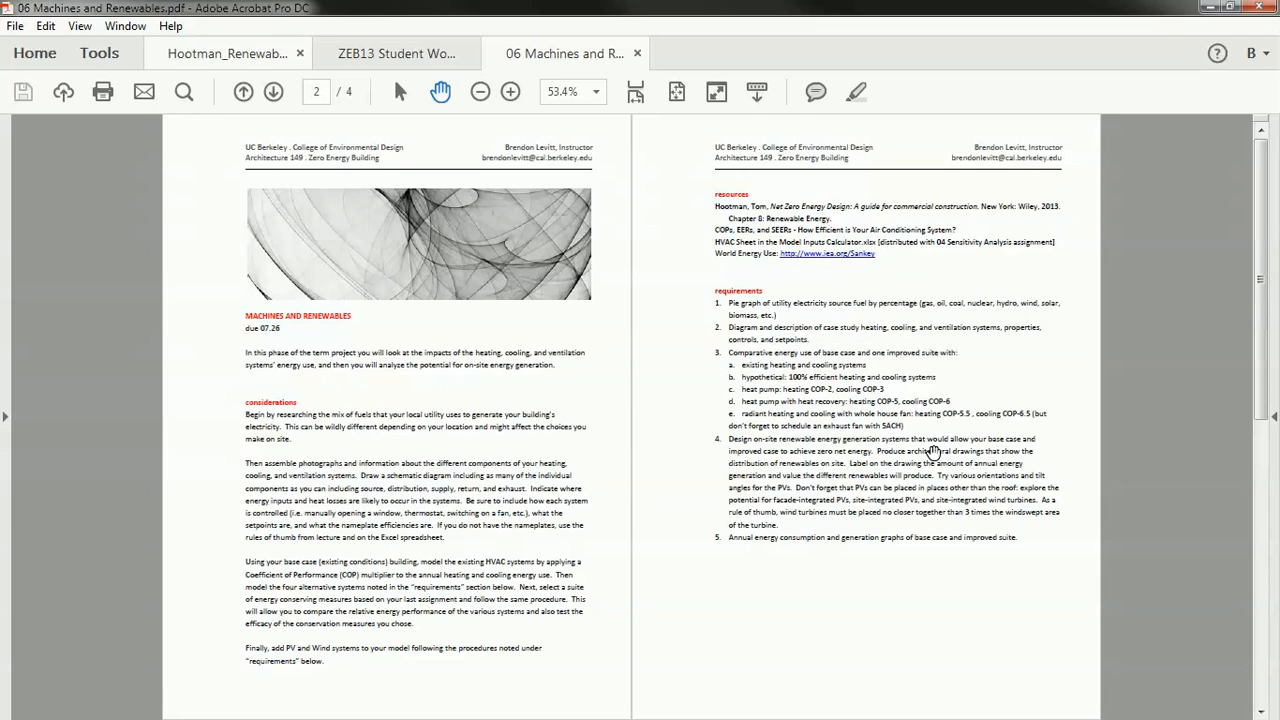 06 Machines and Renewables.pdf - Adobe Acrobat Pro DC
File Edit View Window Help
Home Tools Hootman_Renewab... × ZEB13 Student Wo... 06 Machines and R... × ? B
2 / 4 53.4%
UC Berkeley . College of Environmental Design Brendon Levitt, Instructor
Architecture 149 . Zero Energy Building brendonlevitt@cal.berkeley.edu
MACHINES AND RENEWABLES
due 07.26
In this phase of the term project you will look at the impacts of the heating, cooling, and ventilation
systems' energy use, and then you will analyze the potential for on-site energy generation.
considerations
Begin by researching the mix of fuels that your local utility uses to generate your building's
electricity. This can be wildly different depending on your location and might affect the choices you
make on site.
Then assemble photographs and information about the different components of your heating,
cooling, and ventilation systems. Draw a schematic diagram including as many of the individual
components as you can including source, distribution, supply, return, and exhaust. Indicate where
energy inputs and heat losses are likely to occur in the systems. Be sure to include how each system
is controlled (i.e. manually opening a window, thermostat, switching on a fan, etc.), what the
setpoints are, and what the nameplate efficiencies are. If you do not have the nameplates, use the
rules of thumb from lecture and on the Excel spreadsheet.
Using your base case (existing conditions) building, model the existing HVAC systems by applying a
Coefficient of Performance (COP) multiplier to the annual heating and cooling energy use. Then
model the four alternative systems noted in the "requirements" section below. Next, select a suite
of energy conserving measures based on your last assignment and follow the same procedure. This
will allow you to compare the relative energy performance of the various systems and also test the
efficacy of the conservation measures you chose.
Finally, add PV and Wind systems to your model following the procedures noted under
"requirements" below.
UC Berkeley . College of Environmental Design Brendon Levitt, Instructor
Architecture 149 . Zero Energy Building brendonlevitt@cal.berkeley.edu
resources
Hootman, Tom, Net Zero Energy Design: A guide for commercial construction. New York: Wiley, 2013.
Chapter 8: Renewable Energy.
COPs, EERs, and SEERs - How Efficient is Your Air Conditioning System?
HVAC Sheet in the Model Inputs Calculator.xlsx [distributed with 04 Sensitivity Analysis assignment]
World Energy Use: http://www.iea.org/Sankey
requirements
1. Pie graph of utility electricity source fuel by percentage (gas, oil, coal, nuclear, hydro, wind, solar,
biomass, etc.)
2. Diagram and description of case study heating, cooling, and ventilation systems, properties,
controls, and setpoints.
3. Comparative energy use of base case and one improved suite with:
a. existing heating and cooling systems
b. hypothetical: 100% efficient heating and cooling systems
c. heat pump: heating COP-2, cooling COP-3
d. heat pump with heat recovery: heating COP-5, cooling COP-6
e. radiant heating and cooling with whole house fan: heating COP-5.5 , cooling COP-6.5 (but
don't forget to schedule an exhaust fan with 5ACH)
4. Design on-site renewable energy generation systems that would allow your base case and
improved case to achieve zero net energy. Produce architectural drawings that show the
distribution of renewables on site. Label on the drawing the amount of annual energy
generation and value the different renewables will produce. Try various orientations and tilt
angles for the PVs. Don't forget that PVs can be placed in places other than the roof: explore the
potential for facade-integrated PVs, site-integrated PVs, and site-integrated wind turbines. As a
rule of thumb, wind turbines must be placed no closer together than 3 times the windswept area
of the turbine.
5. Annual energy consumption and generation graphs of base case and improved suite.